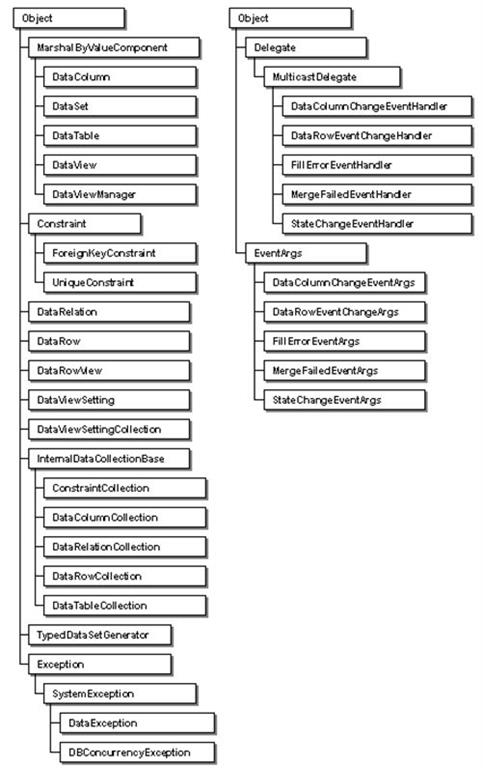 Object
MarshalByValueComponent
DataColumn
DataSet
DataTable
DataView
DataViewManager
Constraint
ForeignKeyConstraint
UniqueConstraint
DataRelation
DataRow
DataRowView
DataViewSetting
DataViewSettingCollection
InternalDataCollectionBase
ConstraintCollection
DataColumnCollection
DataRelationCollection
DataRowCollection
DataTableCollection
TypedDataSetGenerator
Exception
SystemException
DataException
DBConcurrencyException
Object
Delegate
MulticastDelegate
DataColumnChangeEventHandler
DataRowEventChangeHandler
FillErrorEventHandler
MergeFailedEventHandler
StateChangeEventHandler
EventArgs
DataColumnChangeEventArgs
DataRowEventChangeArgs
FillErrorEventArgs
MergeFailedEventArgs
StateChangeEventArgs